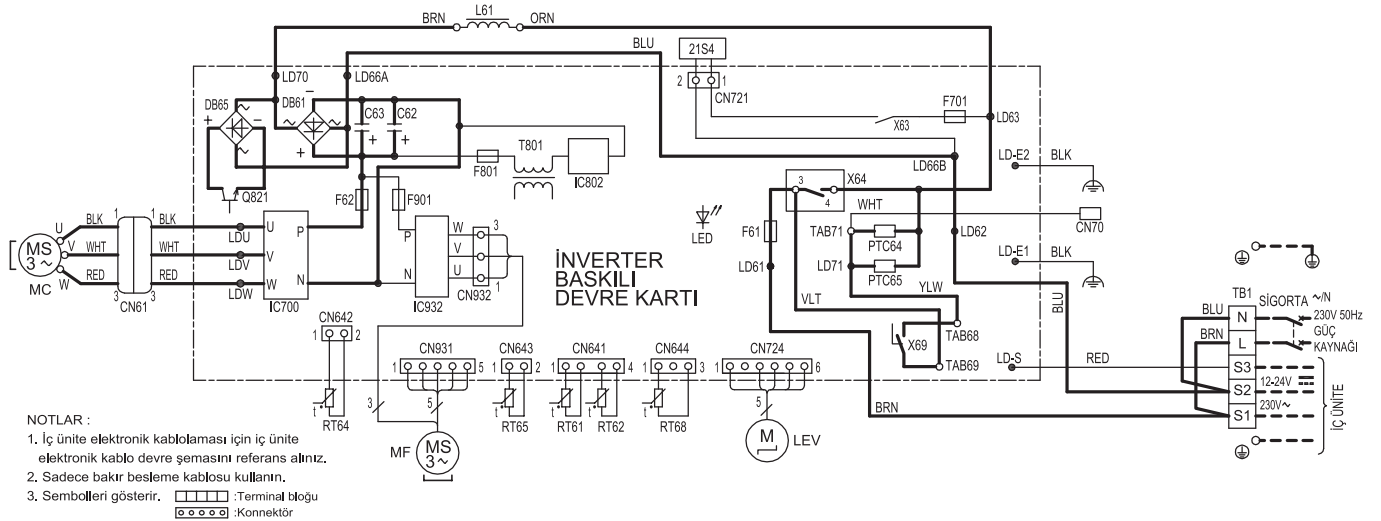 BRN L61 ORN
BLU
21S4
2 1
CN721
LD70 LD66A
DB65 DB61
C63 C62
F701
X63
LD63
T801
F801
IC802
LD66B
LD-E2 BLK
Q821
F62 F901
3 X64
4
WHT
CN70
U BLK 1 1 BLK
LDU U P
MS 3~ V WHT WHT LDV V
W RED 3 3 RED LDW W N
MC
CN61
IC700
P W 3
V
N U 1
IC932
CN932
LED
F61
TAB71
PTC64
LD62
LD61
LD71
PTC65
LD-E1 BLK
İNVERTER
BASKILI
DEVRE KARTI
VLT
YLW
BLU
X69
TAB68
TAB69
LD-S RED
BRN
TB1
SİGORTA ~/N
230V 50Hz
GÜÇ
KAYNAĞI
BLU
N
BRN
L
S3
12-24V
S2
230V~
S1
İÇ ÜNİTE
CN642
1 2
CN931
1 5
CN643
1 2
CN641
1 4
CN644
1 3
CN724
1 6
t RT64
3
5
t RT65
t RT61
t RT62
t RT68
5
MF MS 3~
M LEV
NOTLAR :
1. İç ünite elektronik kablolaması için iç ünite
elektronik kablo devre şemasını referans alınız.
2. Sadece bakır besleme kablosu kullanın.
3. Sembolleri gösterir. :Terminal bloğu
:Konnektör